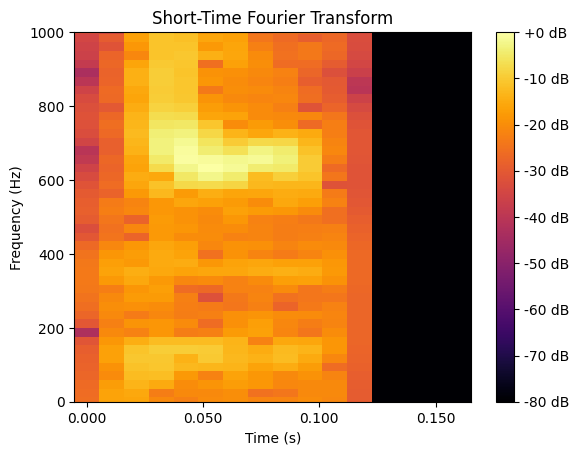 Short-Time Fourier Transform
1000
800
600
400
200
0
Frequency (Hz)
0.000
0.050
0.100
0.150
Time (s)
+0 dB
-10 dB
-20 dB
-30 dB
-40 dB
-50 dB
-60 dB
-70 dB
-80 dB